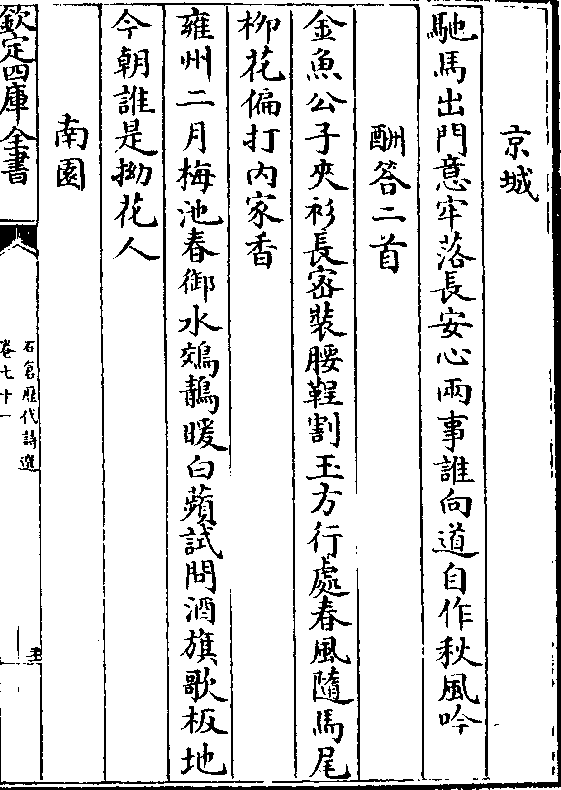 京城
馳馬出門意牢落長安心兩事誰向道自作秋風吟
酬答二首
金魚公子夾衫長密裝腰鞓割玉方行處春風隨馬尾
柳花偏打內家香
雍州二月梅池春御水鵁鶄暖白蘋試問酒旗歌板地
今朝誰是拗花人
南園
欽定四庫全書
石倉歷代詩選
卷七十一